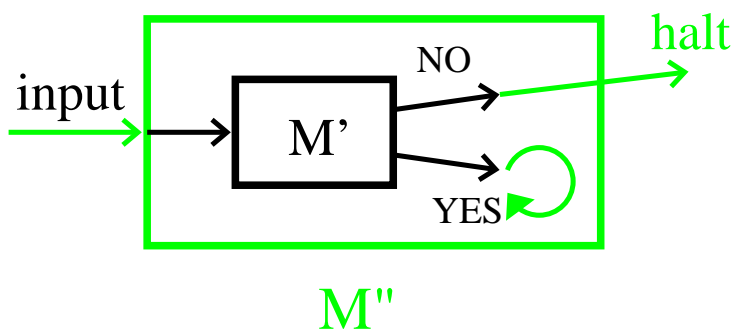 halt
NO
input
M’
YES
M"